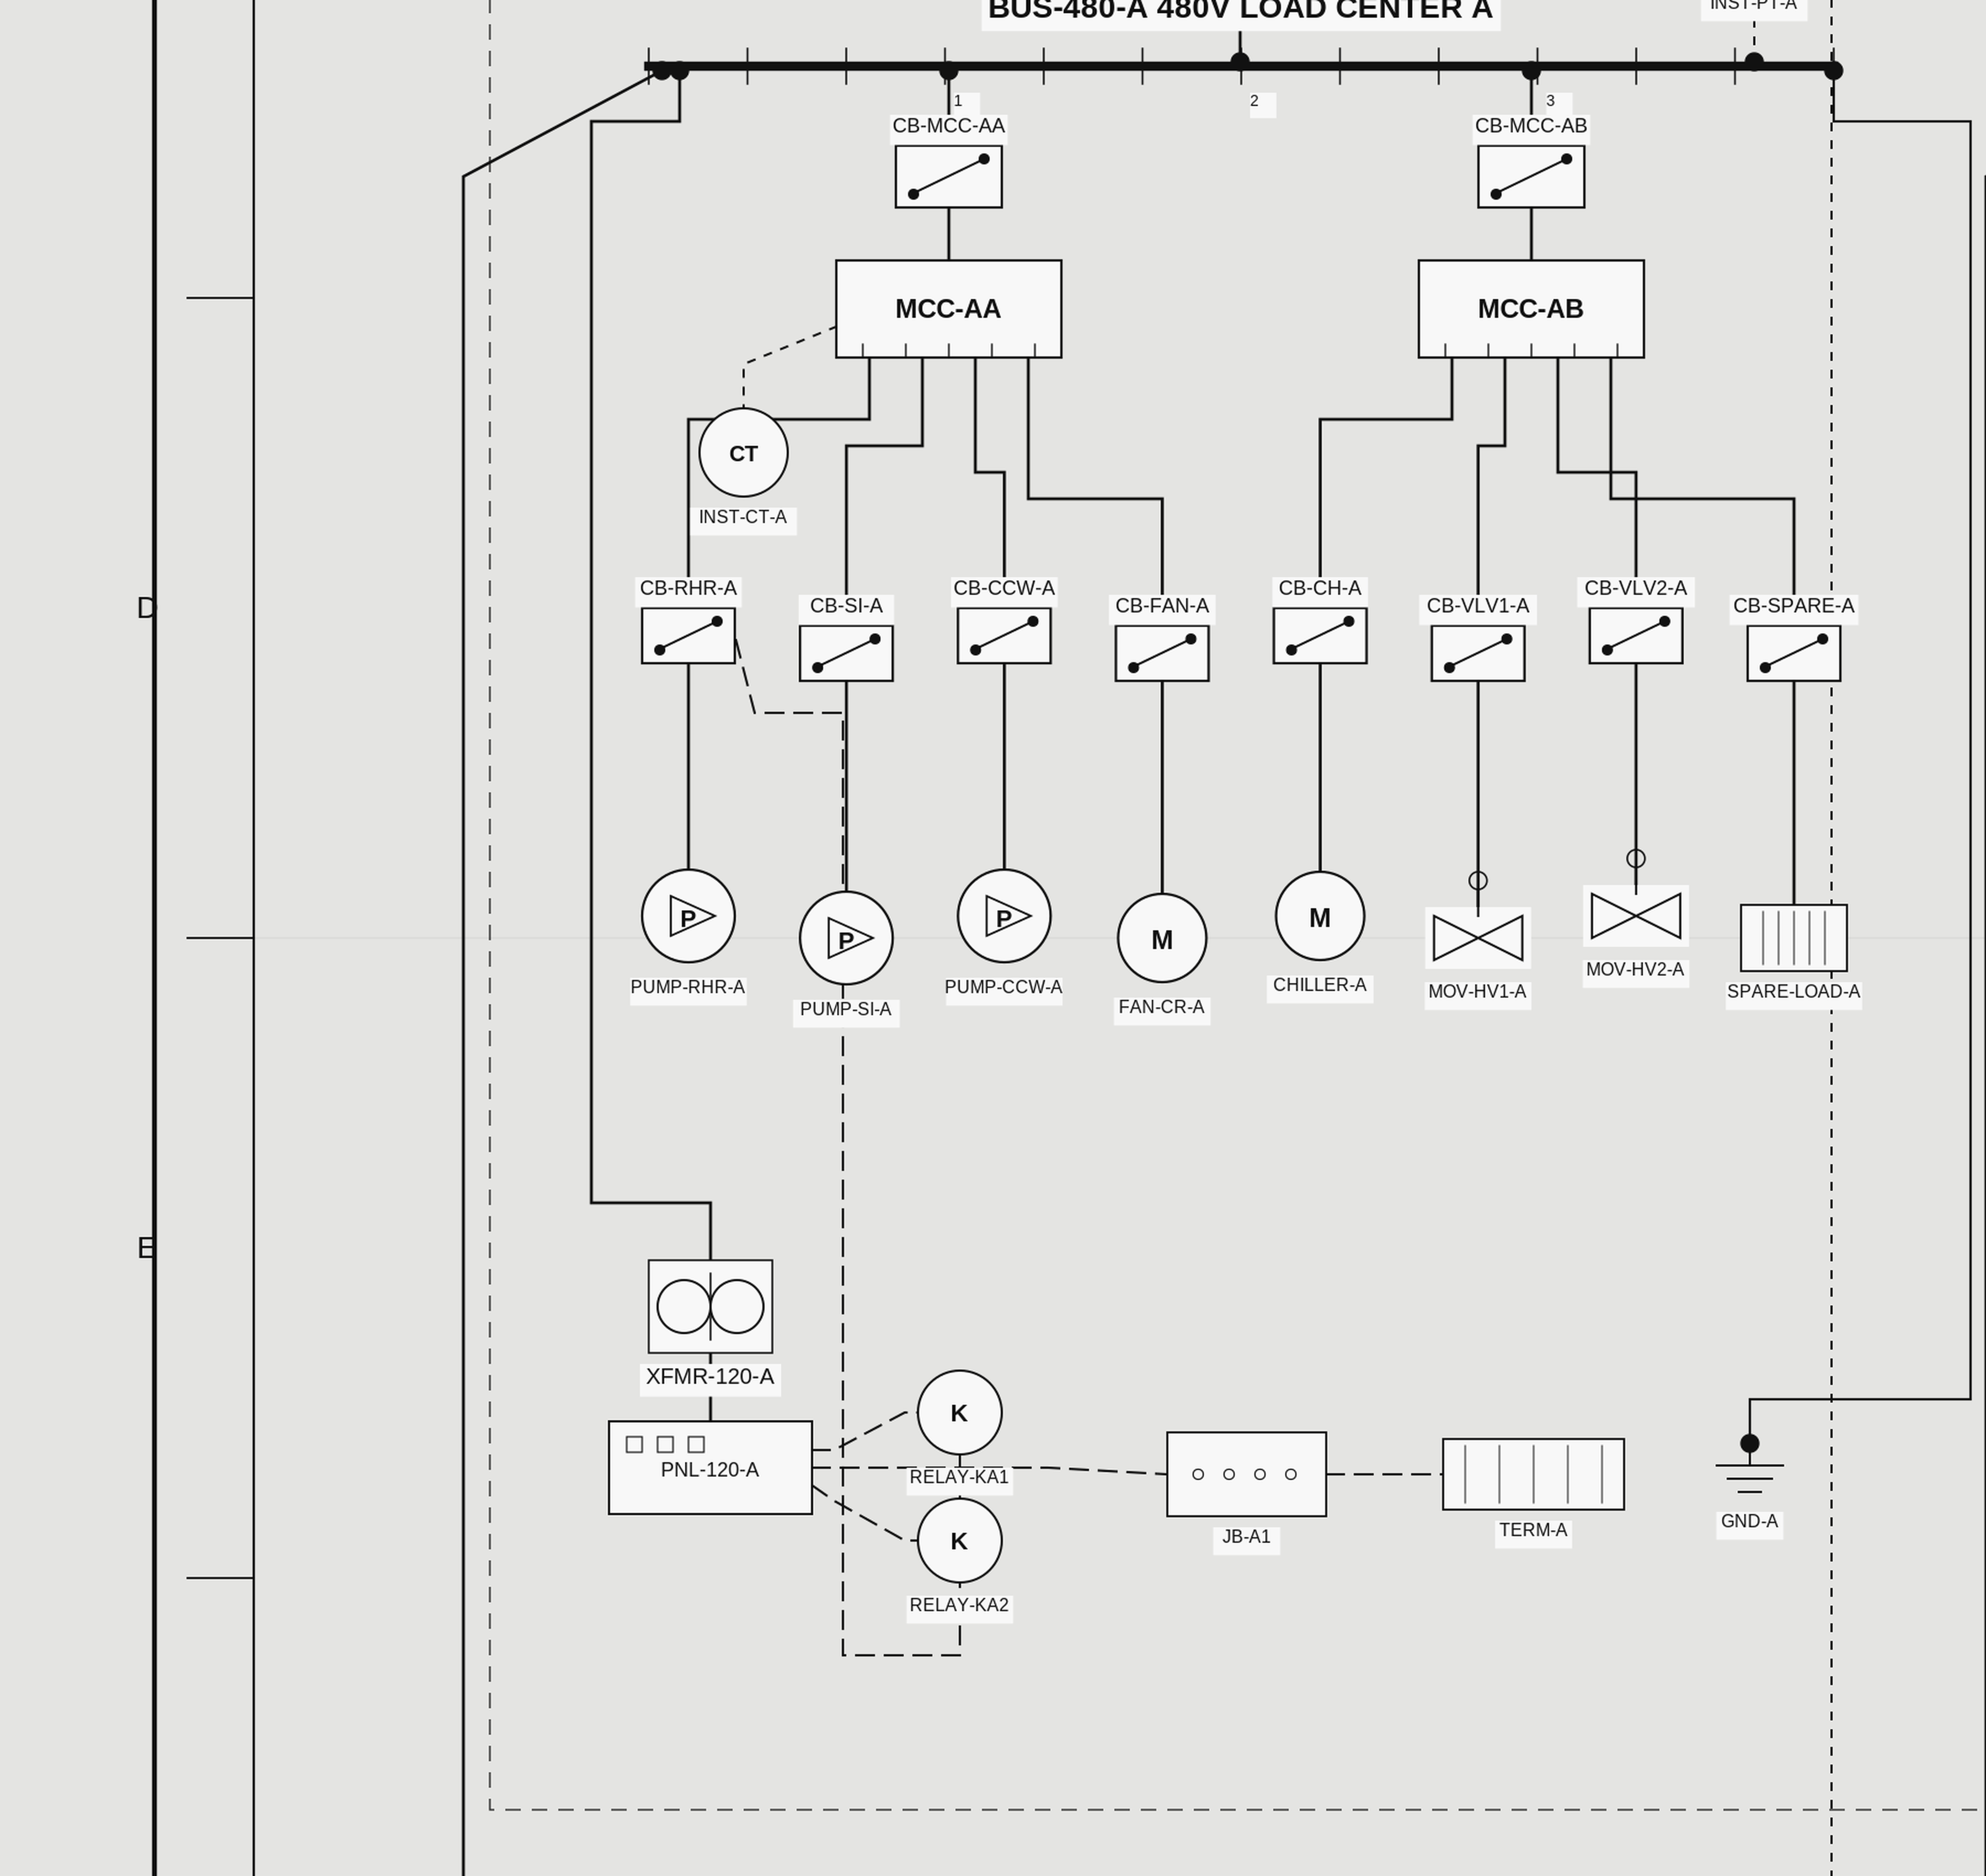 BUS-480-A 480V LOAD CENTER A
INST-PT-A
1
2
3
CB-MCC-AA
CB-MCC-AB
MCC-AA
MCC-AB
CT
INST-CT-A
D
CB-RHR-A
CB-SI-A
CB-CCW-A
CB-FAN-A
CB-CH-A
CB-VLV1-A
CB-VLV2-A
CB-SPARE-A
P
P
P
M
M
PUMP-RHR-A
PUMP-SI-A
PUMP-CCW-A
FAN-CR-A
CHILLER-A
MOV-HV1-A
MOV-HV2-A
SPARE-LOAD-A
E
XFMR-120-A
K
PNL-120-A
RELAY-KA1
K
RELAY-KA2
JB-A1
TERM-A
GND-A